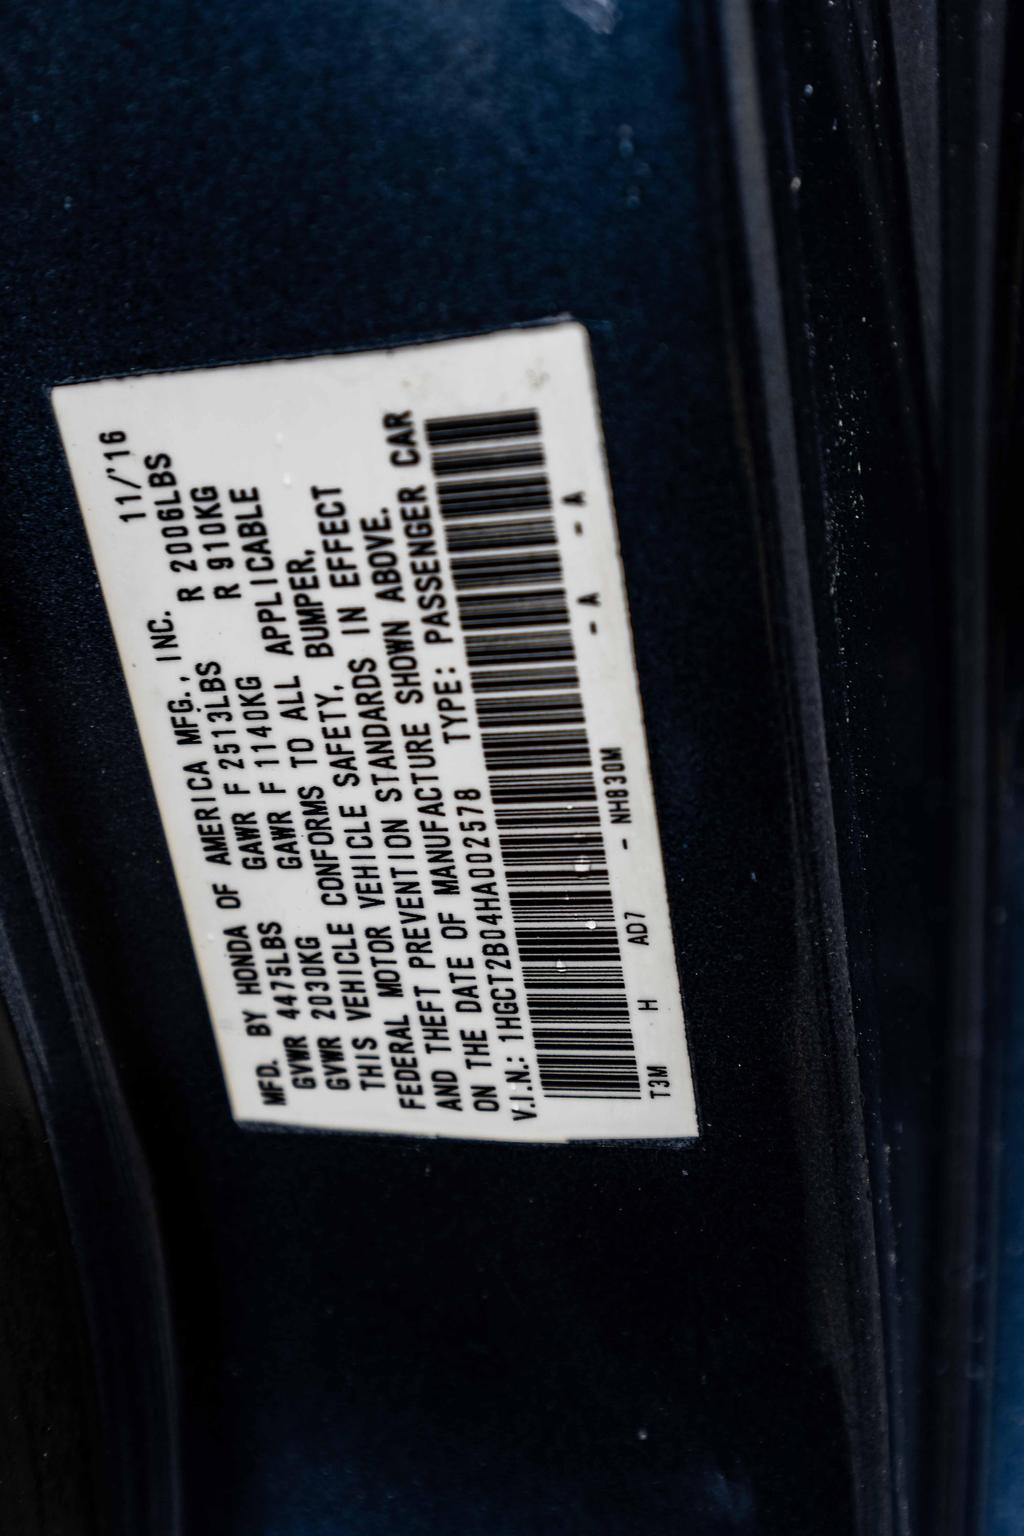 MFD. BY HONDA OF AMERICA MFG., INC. 11/'16
GVWR 4475LBS GAWR F 2513LBS R 2006LBS
GVWR 2030KG GAWR F 1140KG R 910KG
THIS VEHICLE CONFORMS TO ALL APPLICABLE
FEDERAL MOTOR VEHICLE SAFETY, BUMPER,
AND THEFT PREVENTION STANDARDS IN EFFECT
ON THE DATE OF MANUFACTURE SHOWN ABOVE.
V.I.N.: 1HGCT2B04HA002578 TYPE: PASSENGER CAR
T3M H AD7 - NH830M - A - A